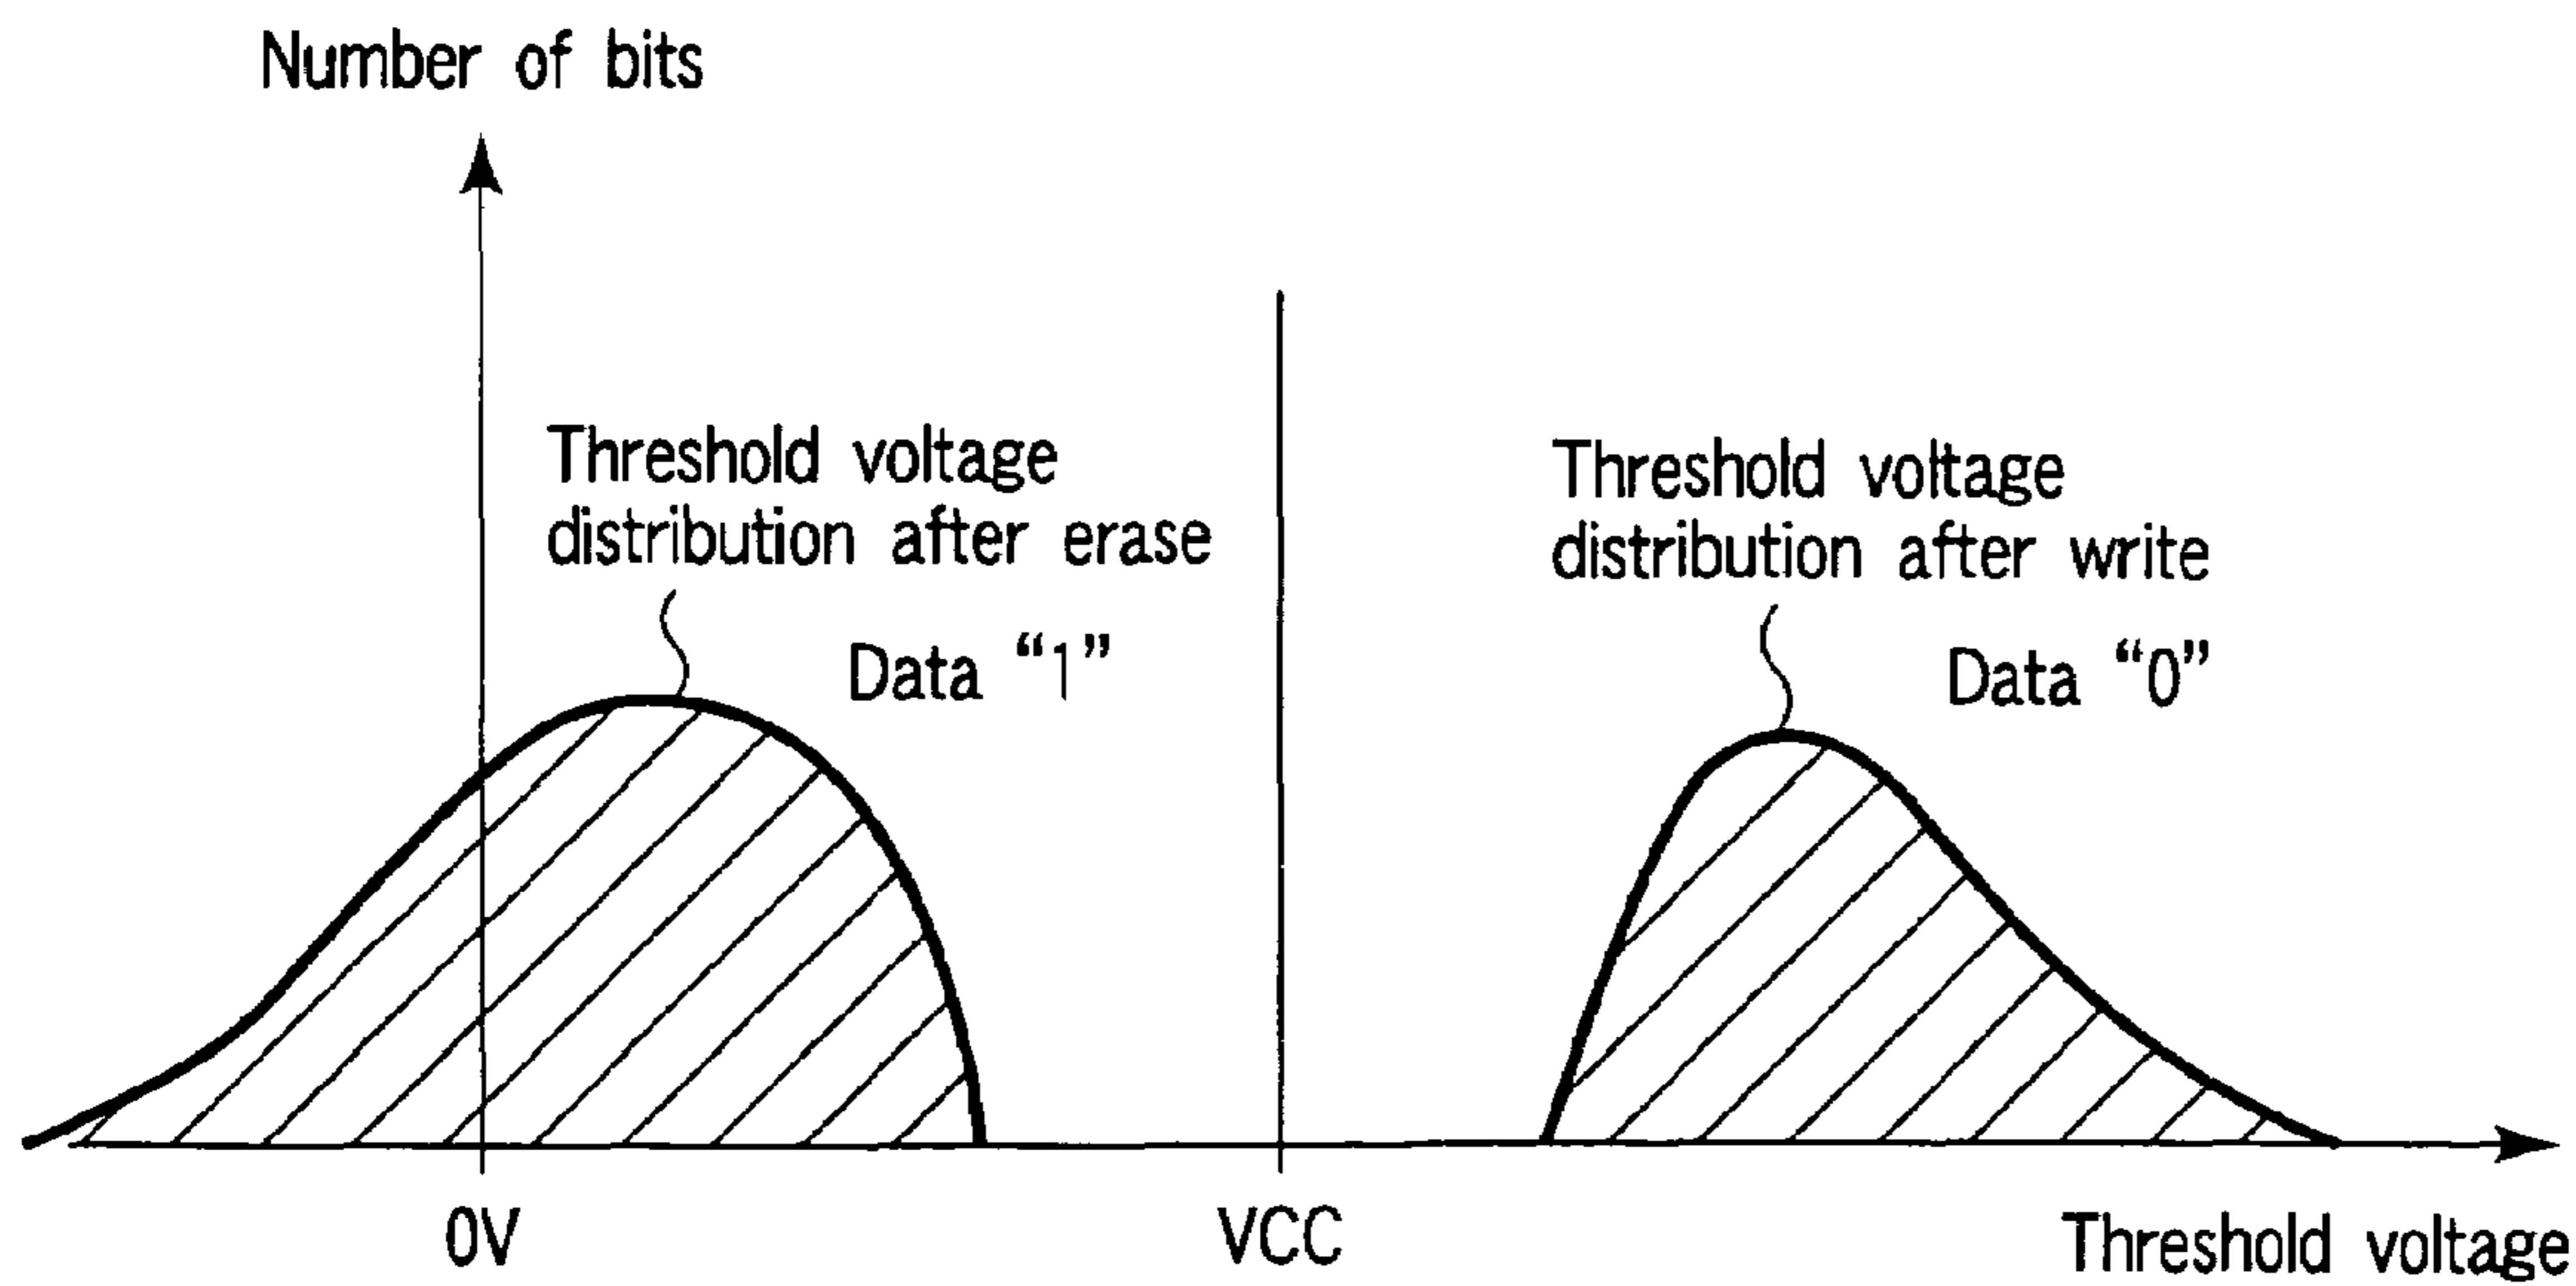 Number of bits
Threshold voltage
distribution after erase
Data “1”
Threshold voltage
distribution after write
Data “0”
0V
VCC
Threshold voltage